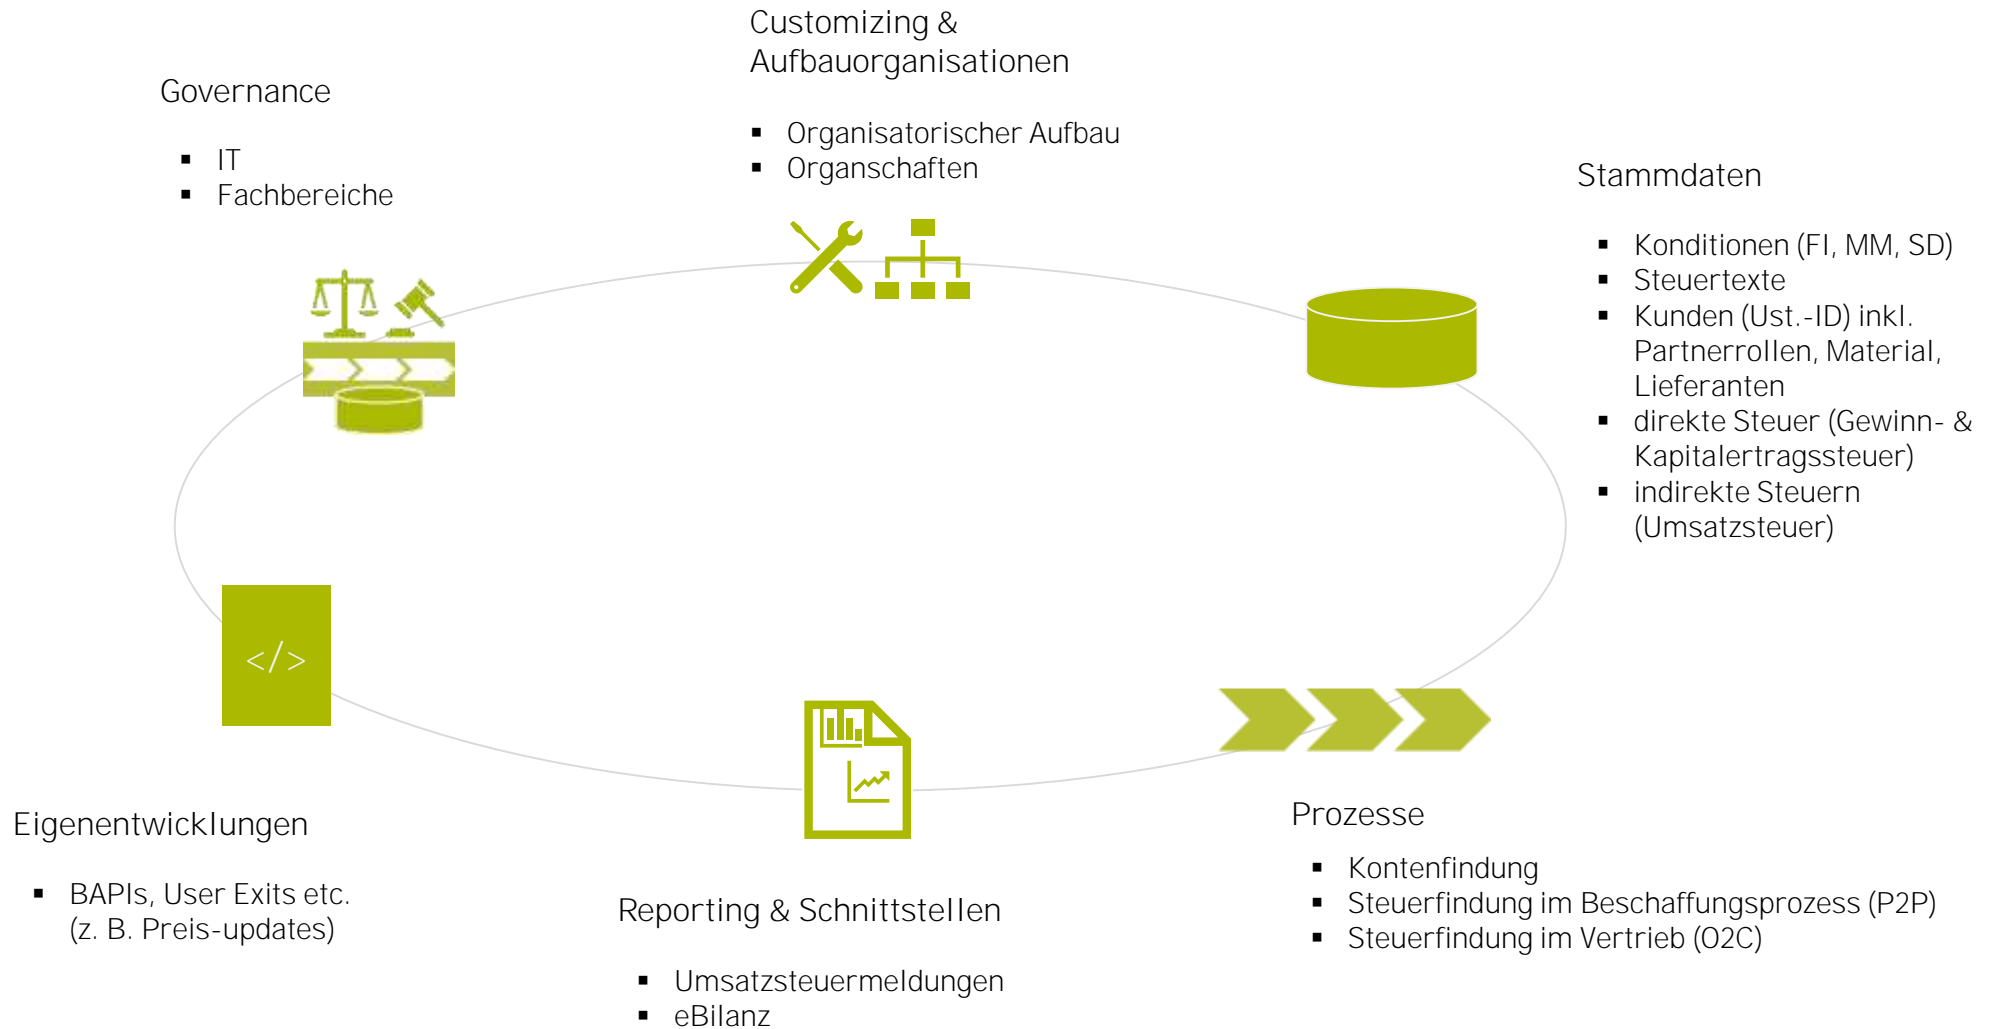 Customizing &
Aufbauorganisationen
▪ Organisatorischer Aufbau
▪ Organschaften
Governance
▪ IT
▪ Fachbereiche
Stammdaten
▪ Konditionen (FI, MM, SD)
▪ Steuertexte
▪ Kunden (Ust.-ID) inkl.
Partnerrollen, Material,
Lieferanten
▪ direkte Steuer (Gewinn- &
Kapitalertragssteuer)
▪ indirekte Steuern
(Umsatzsteuer)
</>
Eigenentwicklungen
▪ BAPIs, User Exits etc.
(z. B. Preis-updates)
Reporting & Schnittstellen
▪ Umsatzsteuermeldungen
▪ eBilanz
Prozesse
▪ Kontenfindung
▪ Steuerfindung im Beschaffungsprozess (P2P)
▪ Steuerfindung im Vertrieb (O2C)